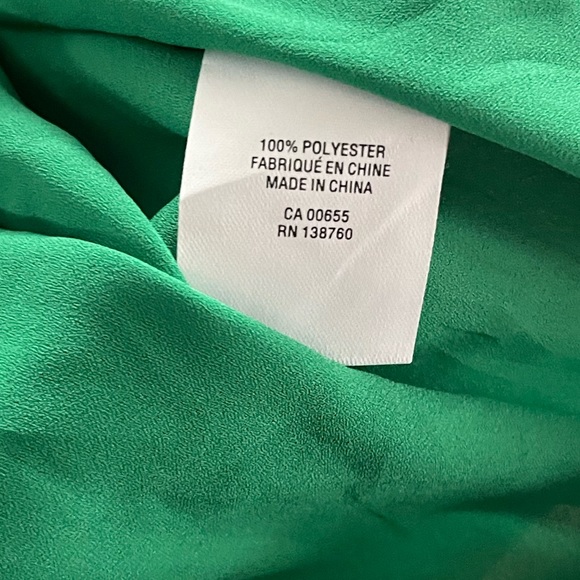 100% POLYESTER
FABRIQUÉ EN CHINE
MADE IN CHINA
CA 00655
RN 138760